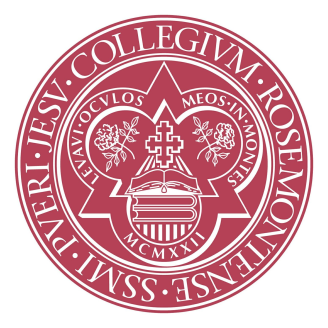 COLLEGIVM · ROSEMONTENSE · SSMI · PVERI · JESV ·
LEVAVI · OCVLOS MEOS · IN · MONTES
MCMXXII